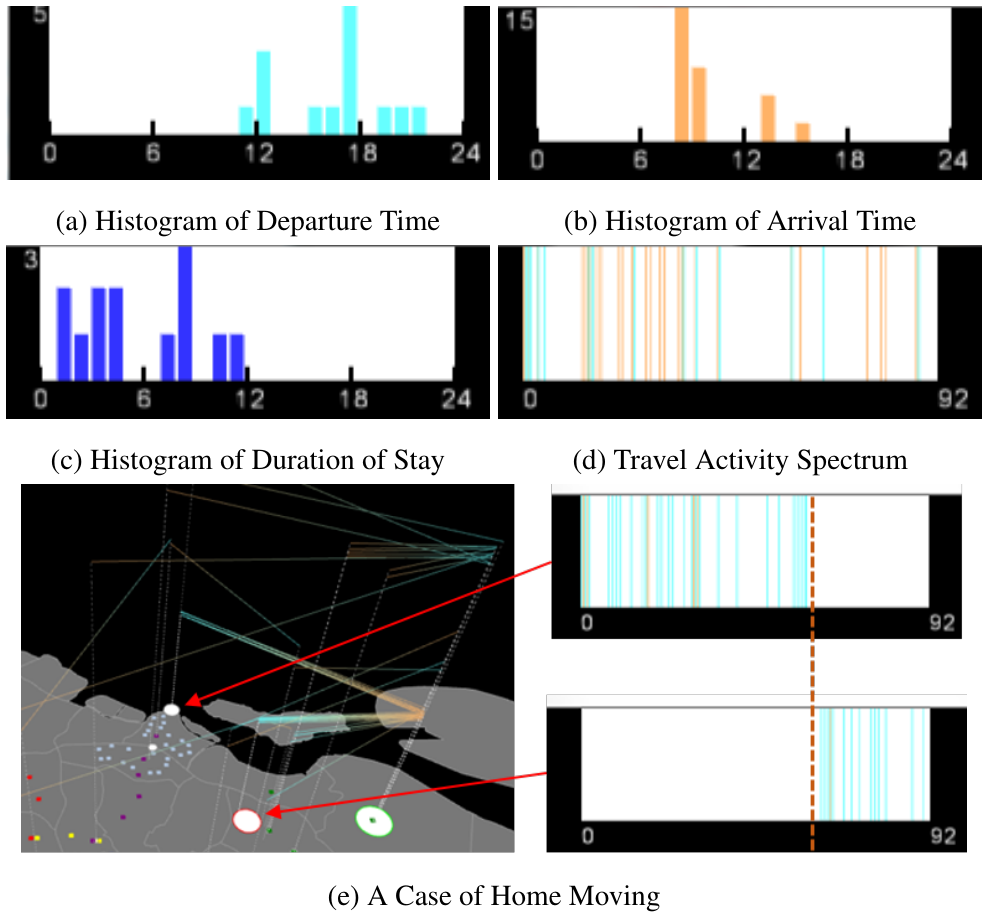 5
0 6 12 18 24
15
0 6 12 18 24
(a) Histogram of Departure Time
(b) Histogram of Arrival Time
3
0 6 12 18 24
0 92
(c) Histogram of Duration of Stay
(d) Travel Activity Spectrum
0 92
0 92
(e) A Case of Home Moving